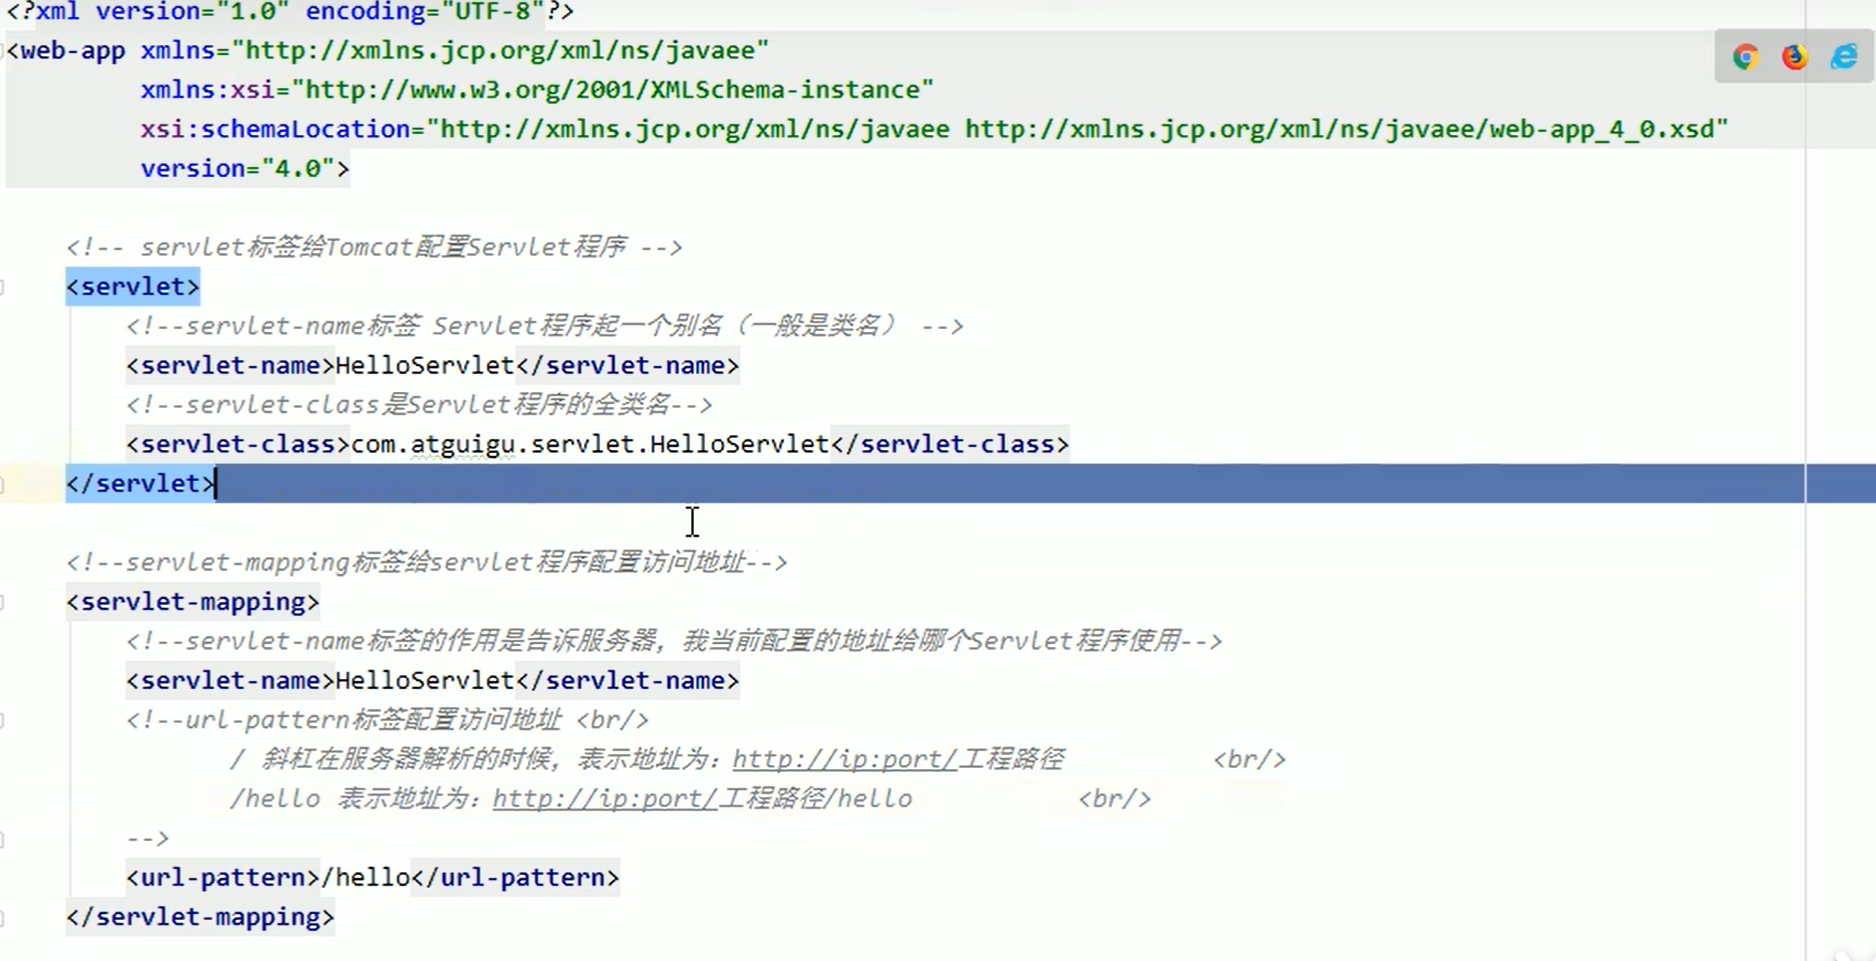 <?xml version="1.0" encoding="UTF-8"?>
<web-app xmlns="http://xmlns.jcp.org/xml/ns/javaee"
xmlns:xsi="http://www.w3.org/2001/XMLSchema-instance"
xsi:schemaLocation="http://xmlns.jcp.org/xml/ns/javaee http://xmlns.jcp.org/xml/ns/javaee/web-app_4_0.xsd"
version="4.0">
<!-- servlet标签给Tomcat配置Servlet程序 -->
<servlet>
<!--servlet-name标签 Servlet程序起一个别名（一般是类名） -->
<servlet-name>HelloServlet</servlet-name>
<!--servlet-class是Servlet程序的全类名-->
<servlet-class>com.atguigu.servlet.HelloServlet</servlet-class>
</servlet>
<!--servlet-mapping标签给servlet程序配置访问地址-->
<servlet-mapping>
<!--servlet-name标签的作用是告诉服务器，我当前配置的地址给哪个Servlet程序使用-->
<servlet-name>HelloServlet</servlet-name>
<!--url-pattern标签配置访问地址 <br/>
/ 斜杠在服务器解析的时候，表示地址为：http://ip:port/工程路径 <br/>
/hello 表示地址为：http://ip:port/工程路径/hello <br/>
-->
<url-pattern>/hello</url-pattern>
</servlet-mapping>